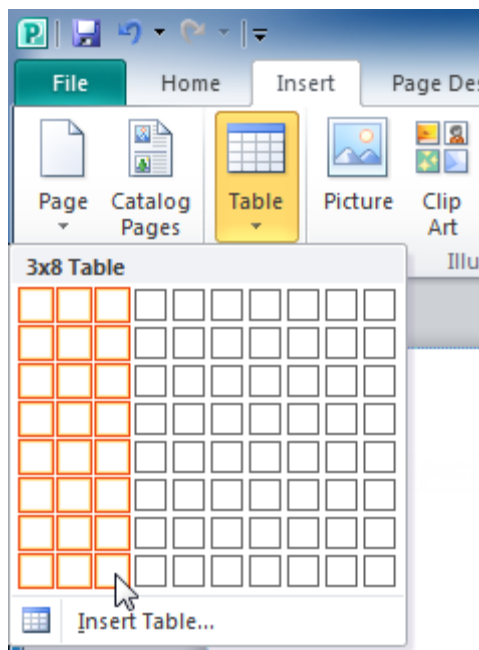 P
File Home Insert Page Des
Page Catalog Pages Table Picture Clip Art
Illu
3x8 Table
Insert Table...